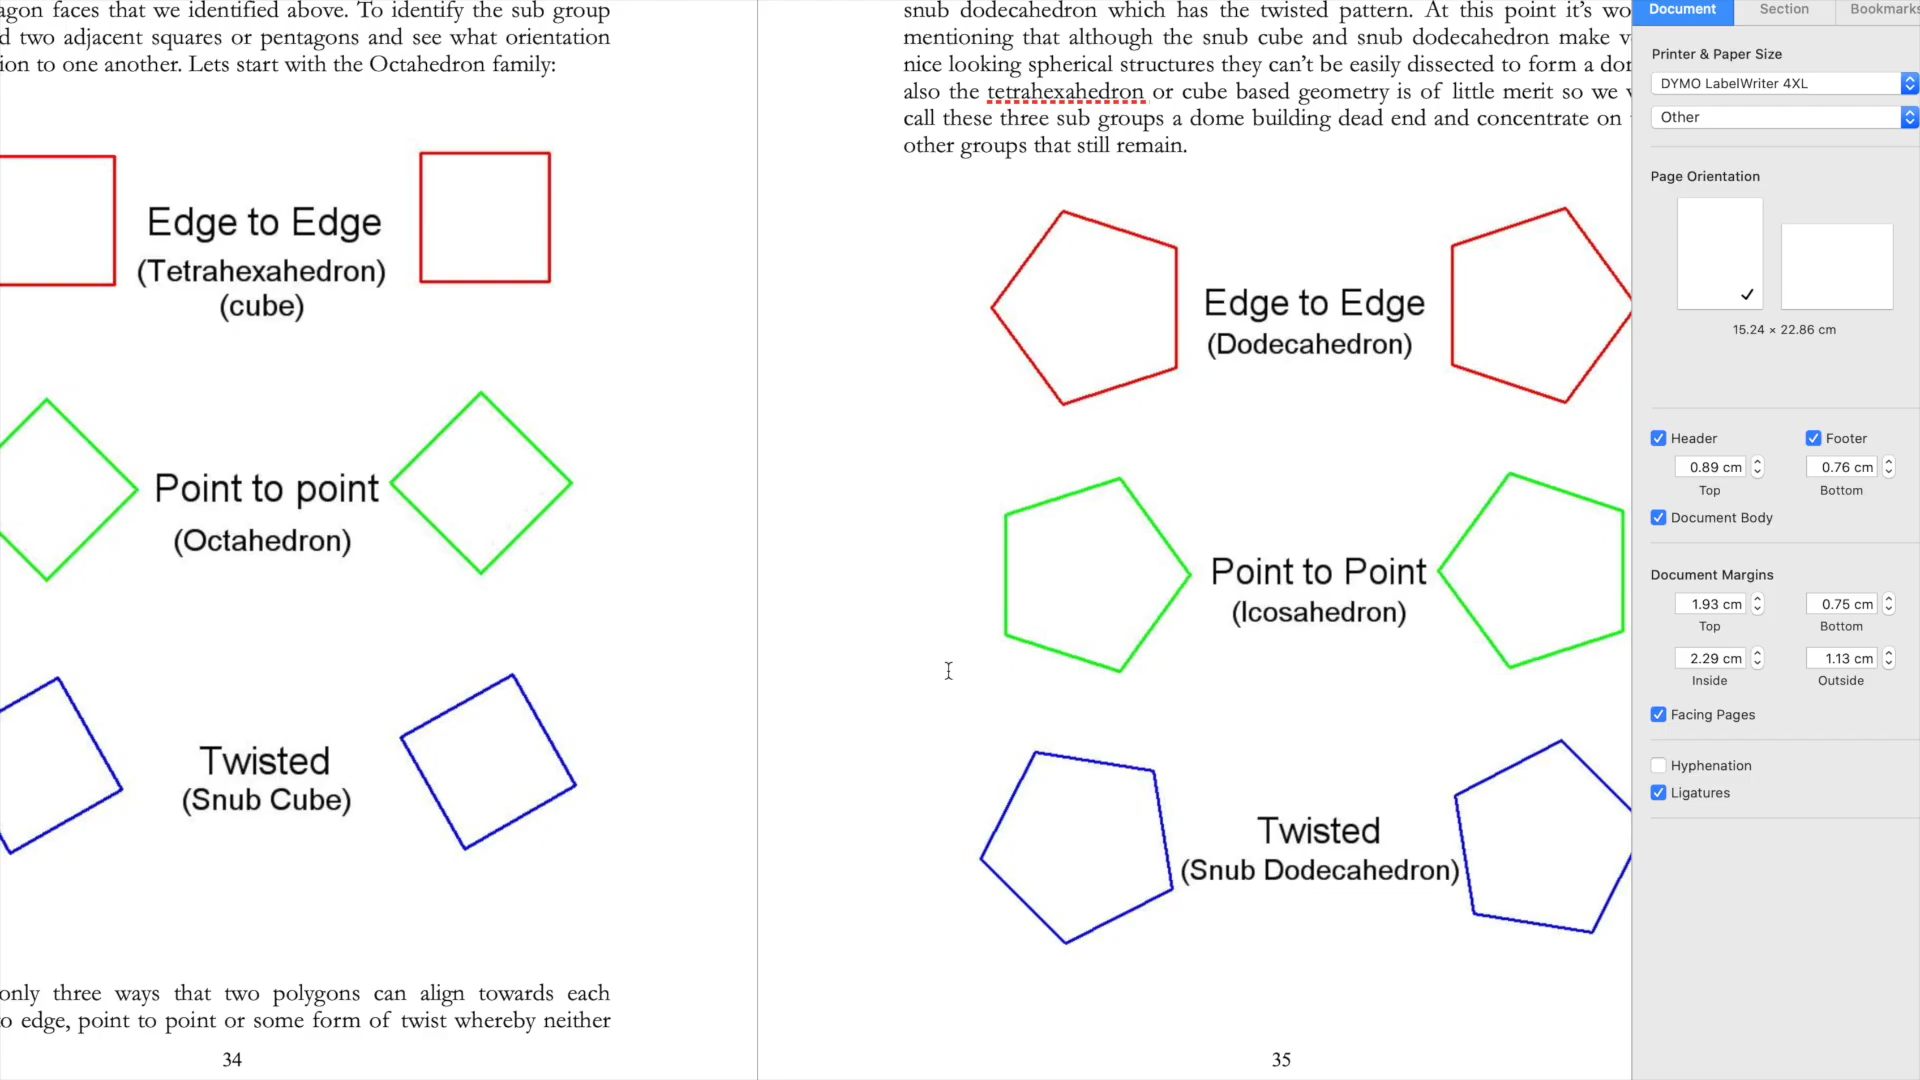 agon faces that we identified above. To identify the sub group
d two adjacent squares or pentagons and see what orientation
ion to one another. Lets start with the Octahedron family:
Edge to Edge
(Tetrahexahedron)
(cube)
Point to point
(Octahedron)
Twisted
(Snub Cube)
only three ways that two polygons can align towards each
o edge, point to point or some form of twist whereby neither
34
snub dodecahedron which has the twisted pattern. At this point it's wo
mentioning that although the snub cube and snub dodecahedron make v
nice looking spherical structures they can't be easily dissected to form a do
also the tetrahexahedron or cube based geometry is of little merit so we w
call these three sub groups a dome building dead end and concentrate on
other groups that still remain.
Edge to Edge
(Dodecahedron)
Point to Point
(Icosahedron)
Twisted
(Snub Dodecahedron)
35
Document Section Bookmarks
Printer & Paper Size
DYMO LabelWriter 4XL
Other
Page Orientation
15.24 × 22.86 cm
Header Footer
0.89 cm 0.76 cm
Top Bottom
Document Body
Document Margins
1.93 cm 0.75 cm
Top Bottom
2.29 cm 1.13 cm
Inside Outside
Facing Pages
Hyphenation
Ligatures